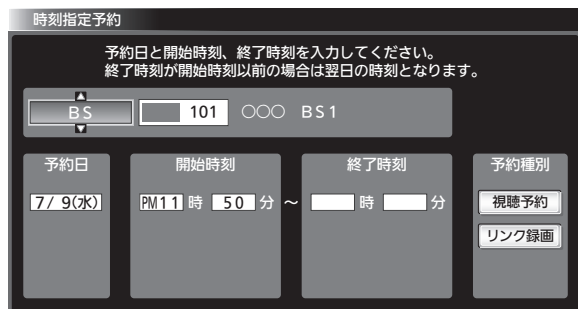 時刻指定予約
予約日と開始時刻、終了時刻を入力してください。
終了時刻が開始時刻以前の場合は翌日の時刻となります。
BS 101 ○○○ BS1
予約日 開始時刻 終了時刻 予約種別
7/ 9(水) PM11 時 50 分 ～ 時 分 視聴予約
リンク録画